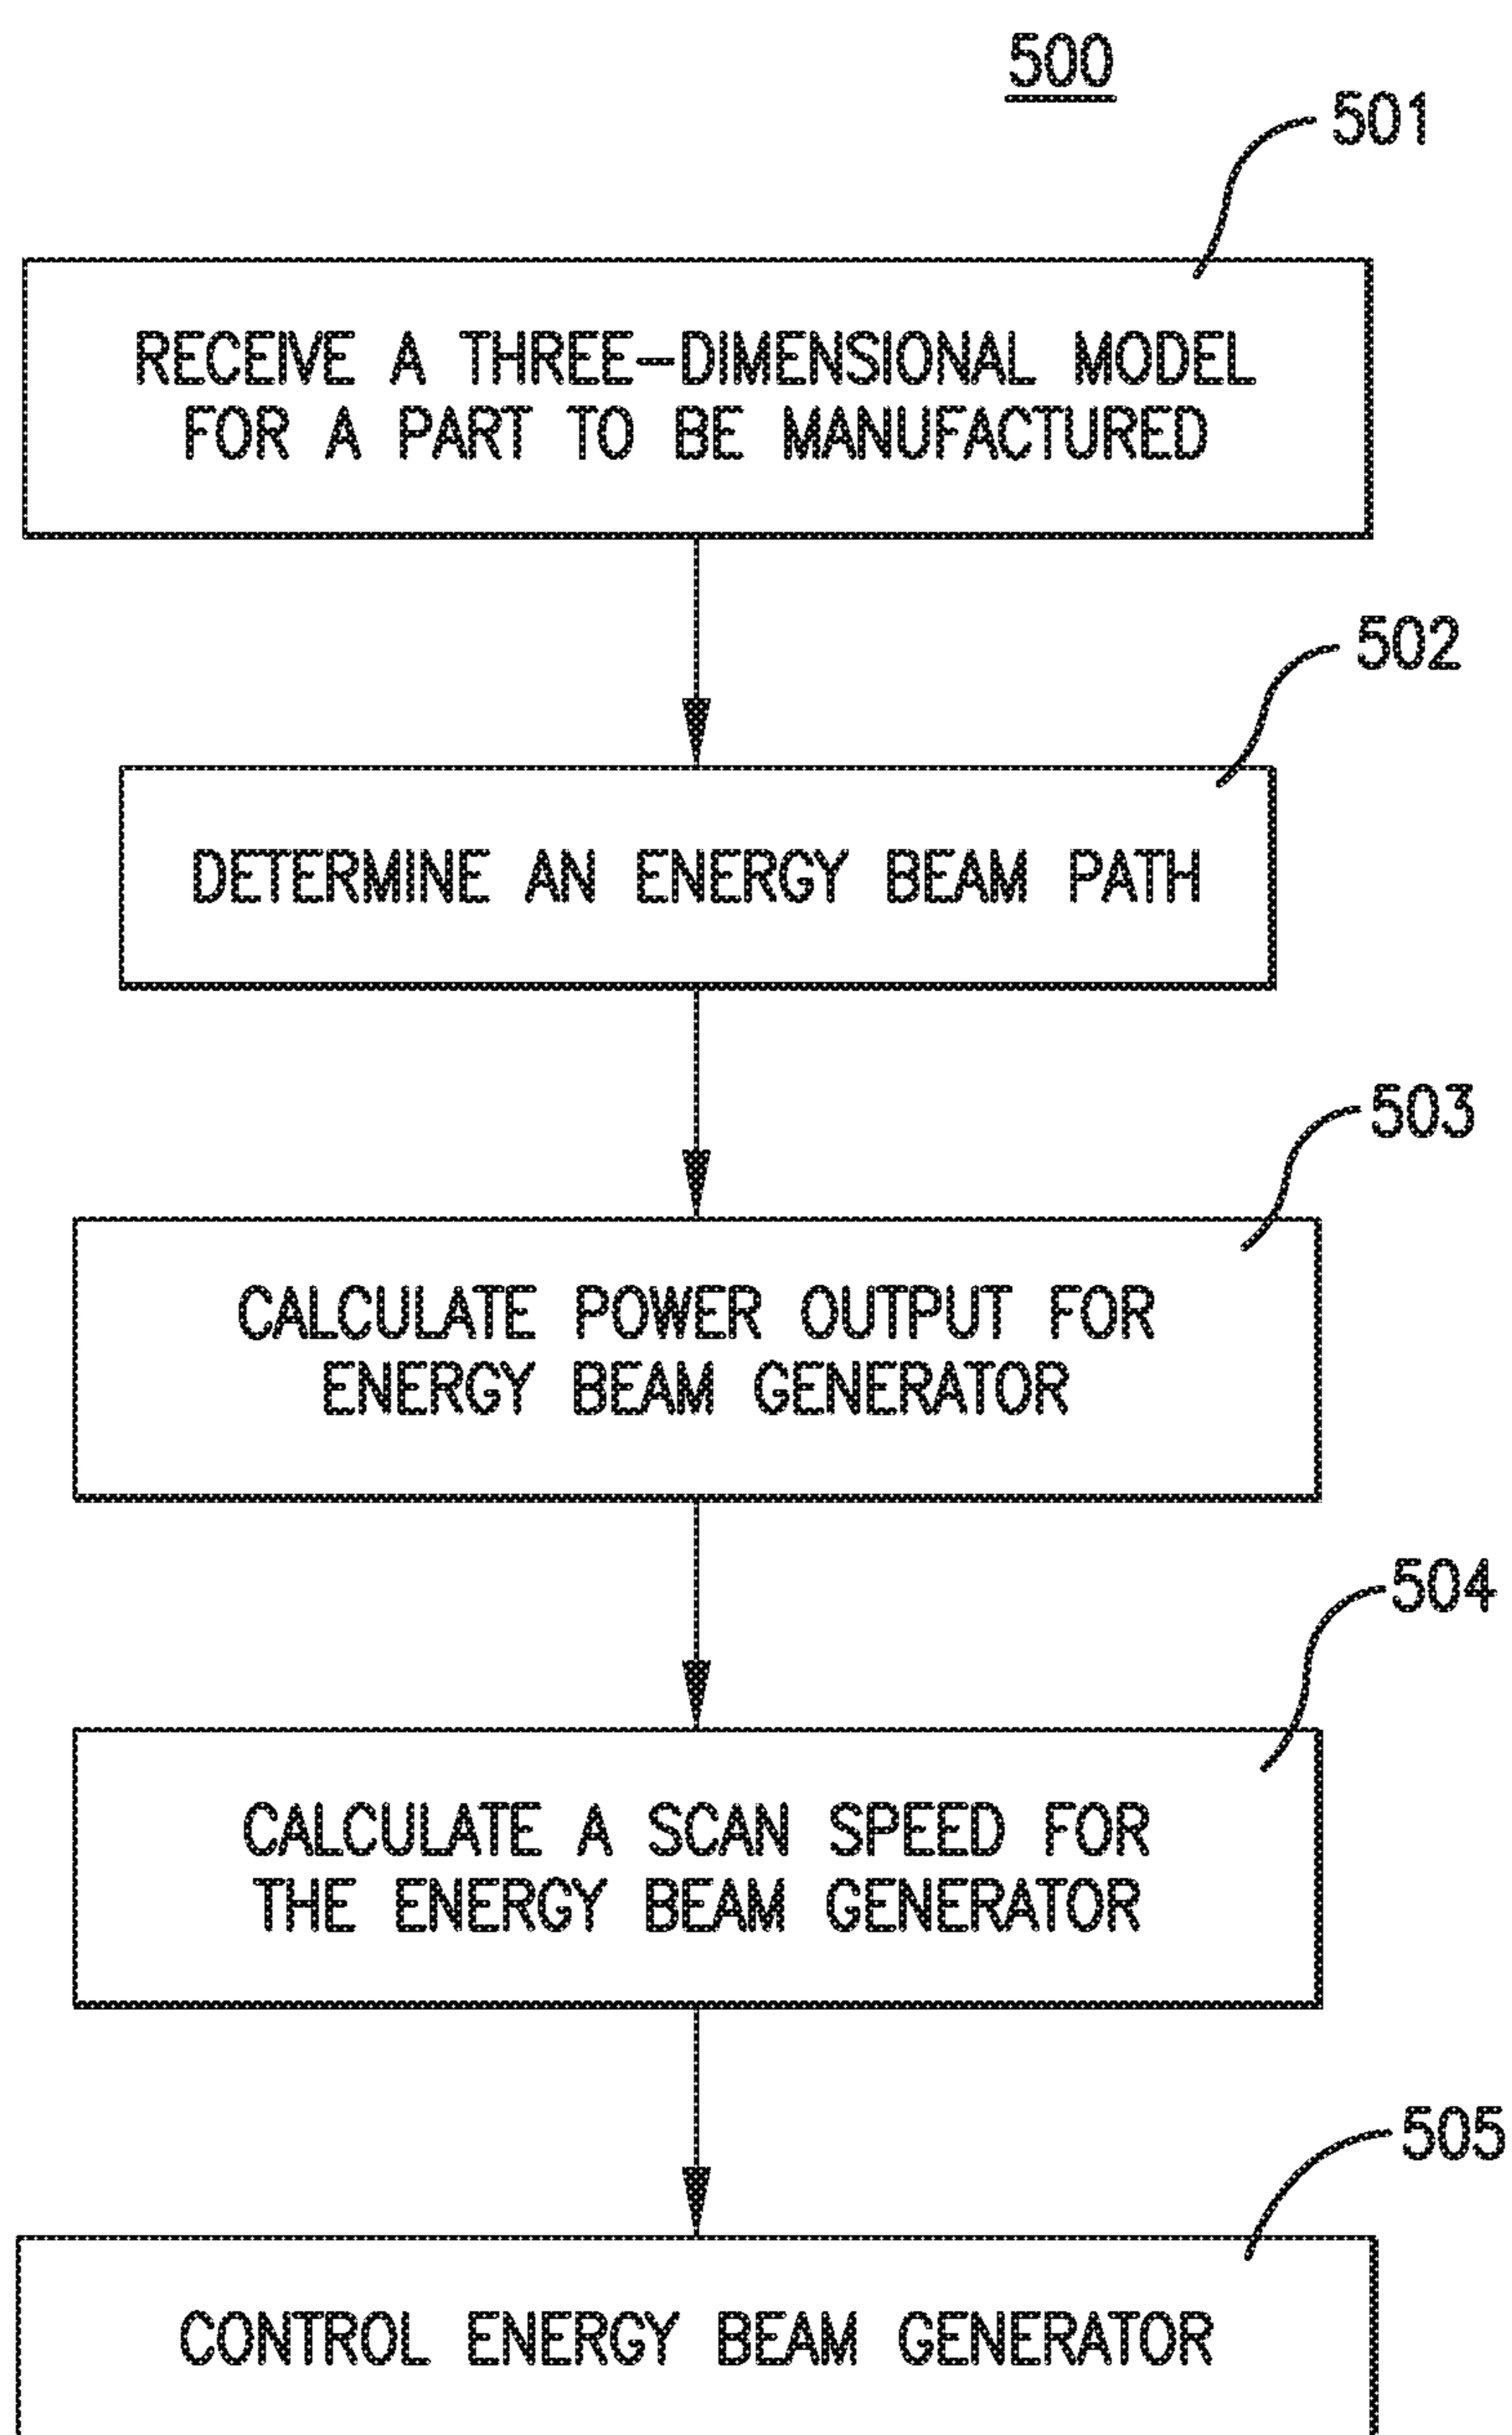 500
501
RECEIVE A THREE-DIMENSIONAL MODEL
FOR A PART TO BE MANUFACTURED
502
DETERMINE AN ENERGY BEAM PATH
503
CALCULATE POWER OUTPUT FOR
ENERGY BEAM GENERATOR
504
CALCULATE A SCAN SPEED FOR
THE ENERGY BEAM GENERATOR
505
CONTROL ENERGY BEAM GENERATOR